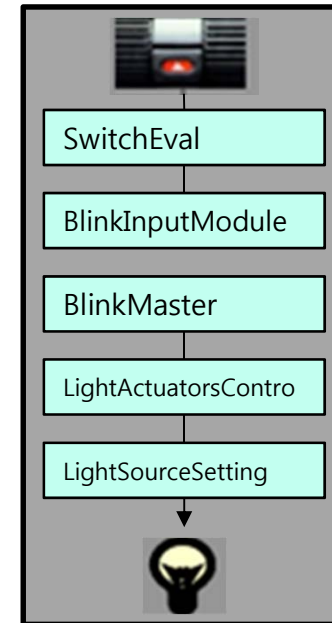 SwitchEval
BlinkInputModule
BlinkMaster
LightActuatorsContro
LightSourceSetting